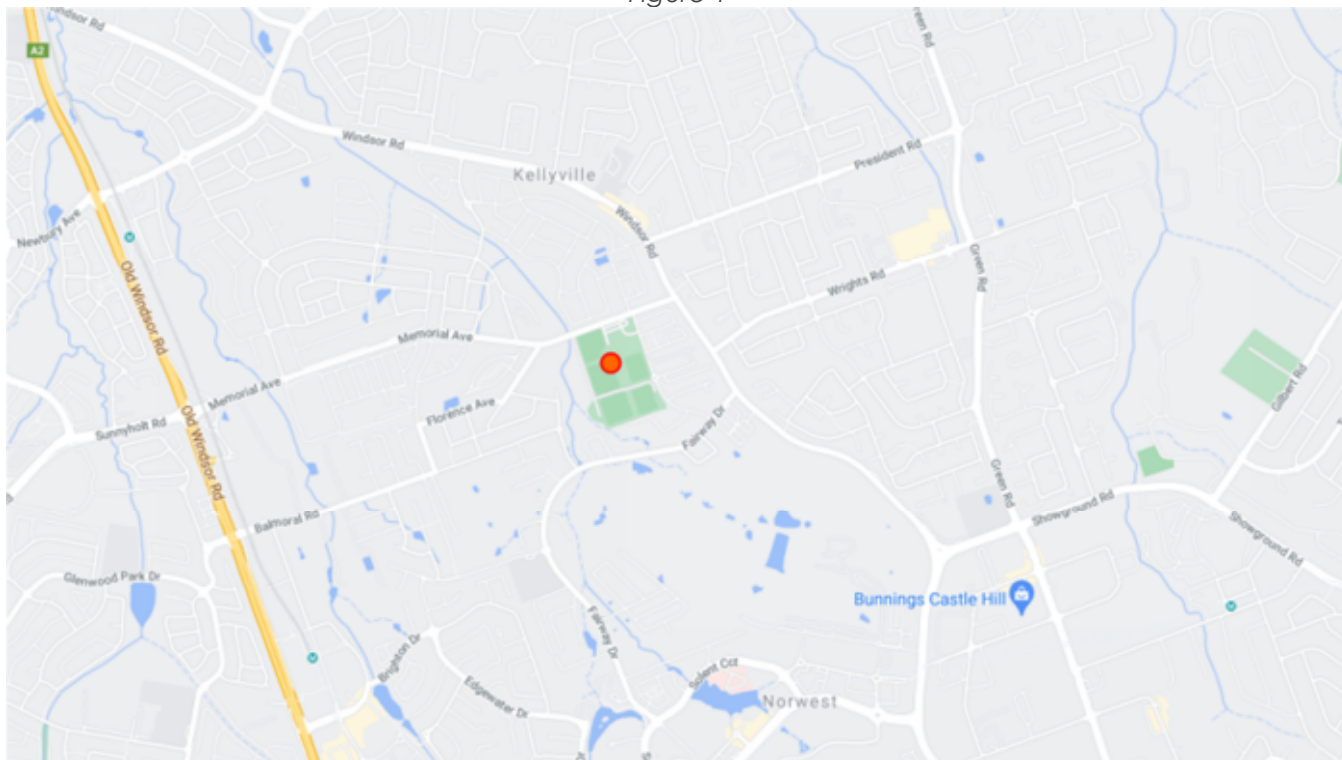 Windsor Rd
Green Rd
A2
Windsor Rd
President Rd
Kellyville
Newbury Ave
Windsor Rd
Old Windsor Rd
Green Rd
Wrights Rd
Memorial Ave
Memorial Ave
Gilbert Rd
Florence Ave
Sunnyholt Rd
Old Windsor Rd
Fairway Dr
Green Rd
Showground Rd
Balmoral Rd
Showground Rd
Glenwood Park Dr
Bunnings Castle Hill
Fairway Dr
Brighton Dr
Solent Cct
Edgewater Dr
Norwest